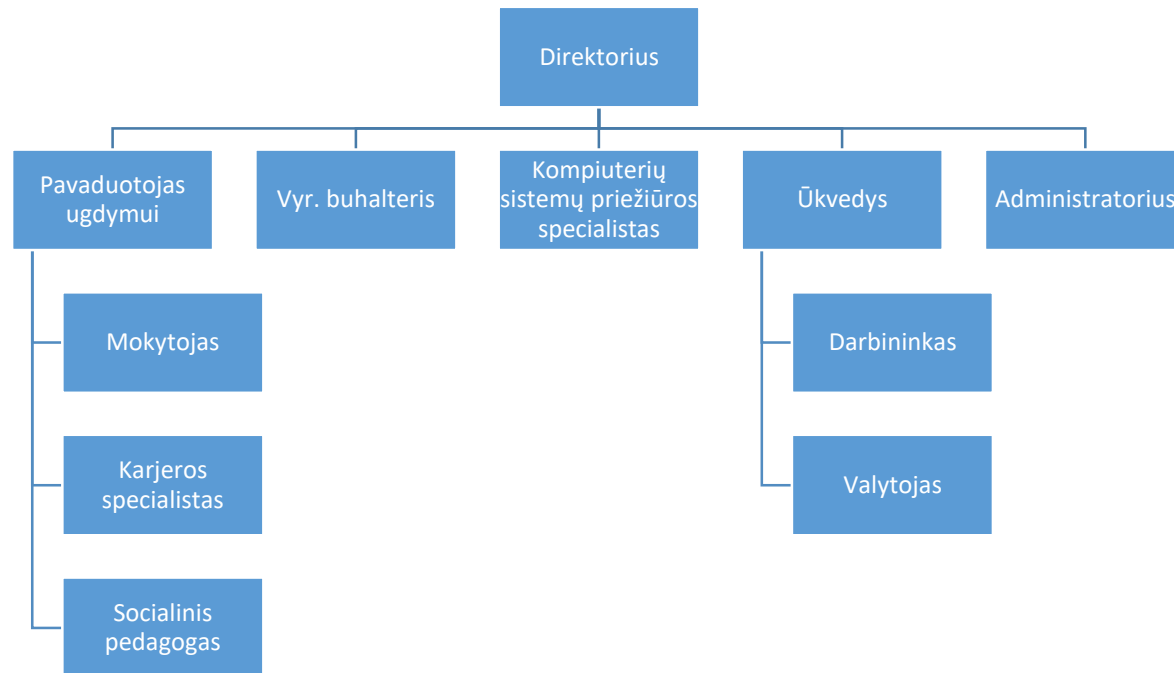 Direktorius
Pavaduotojas
ugdymui
Vyr. buhalteris
Kompiuterių
sistemų priežiūros
specialistas
Ūkvedys
Administratorius
Mokytojas
Karjeros
specialistas
Socialinis
pedagogas
Darbininkas
Valytojas